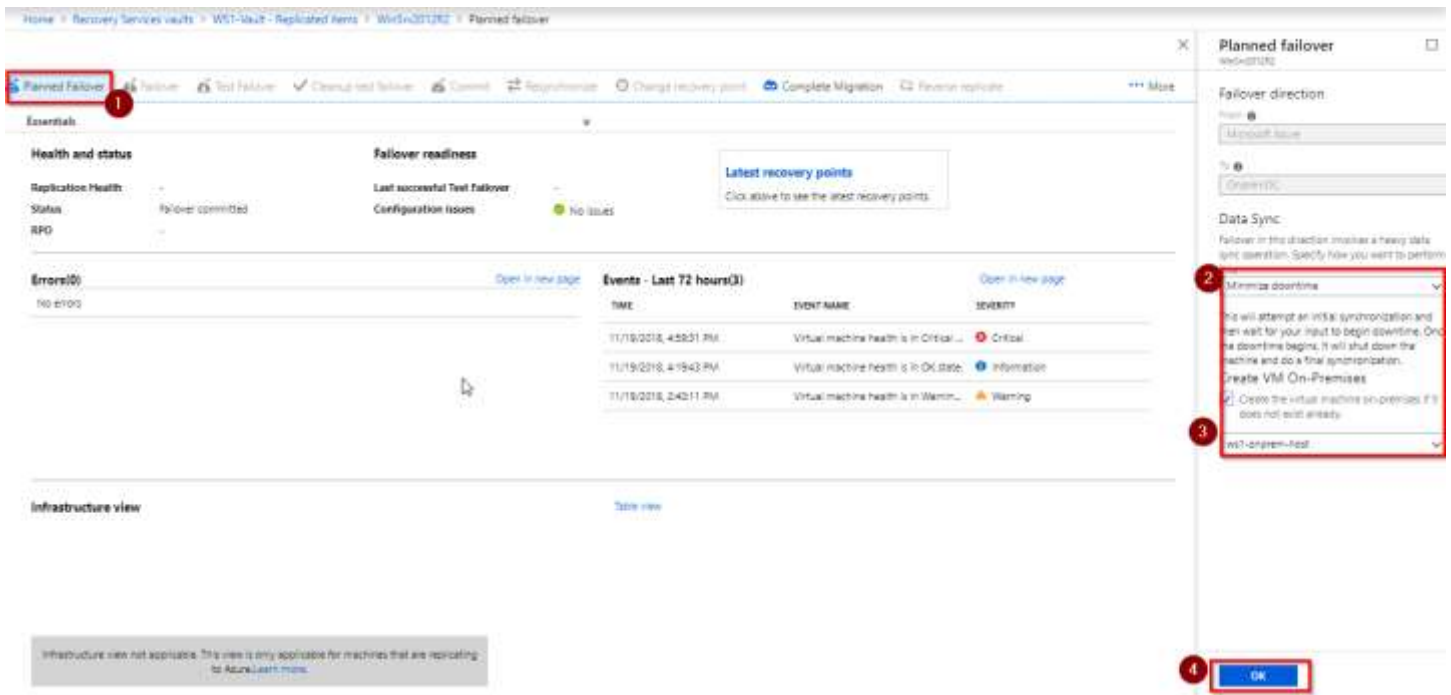 Home > Recovery Services vaults > WS1-Vault - Replicated items > WinSrv2012R2 > Planned failover
Planned Failover Failover Test Failover Cleanup test failover Commit Resynchronize Change recovery point Complete Migration Reverse replicate ••• More
1
Essentials
Health and status
Replication Health -
Status Failover committed
RPO -
Failover readiness
Last successful Test Failover -
Configuration issues No issues
Latest recovery points
Click above to see the latest recovery points.
Errors(0) Open in new page
No errors
Events - Last 72 hours(3) Open in new page
TIME EVENT NAME SEVERITY
11/19/2018, 4:59:31 PM Virtual machine health is in Critical ... Critical
11/19/2018, 4:19:43 PM Virtual machine health is in OK state. Information
11/19/2018, 2:43:11 PM Virtual machine health is in Warnin... Warning
Infrastructure view Table view
Infrastructure view not applicable. This view is only applicable for machines that are replicating
to Azure.Learn more.
Planned failover
WinSrv2012R2
Failover direction
From
Microsoft Azure
To
Data Sync
Failover in this direction involves a heavy data
sync operation. Specify how you want to perform
2
Minimize downtime
This will attempt an initial synchronization and
then wait for your input to begin downtime. Once
the downtime begins, it will shut down the
machine and do a final synchronization.
Create VM On-Premises
Create the virtual machine on-premises if it
does not exist already.
3
ws1-onprem-host
4
OK